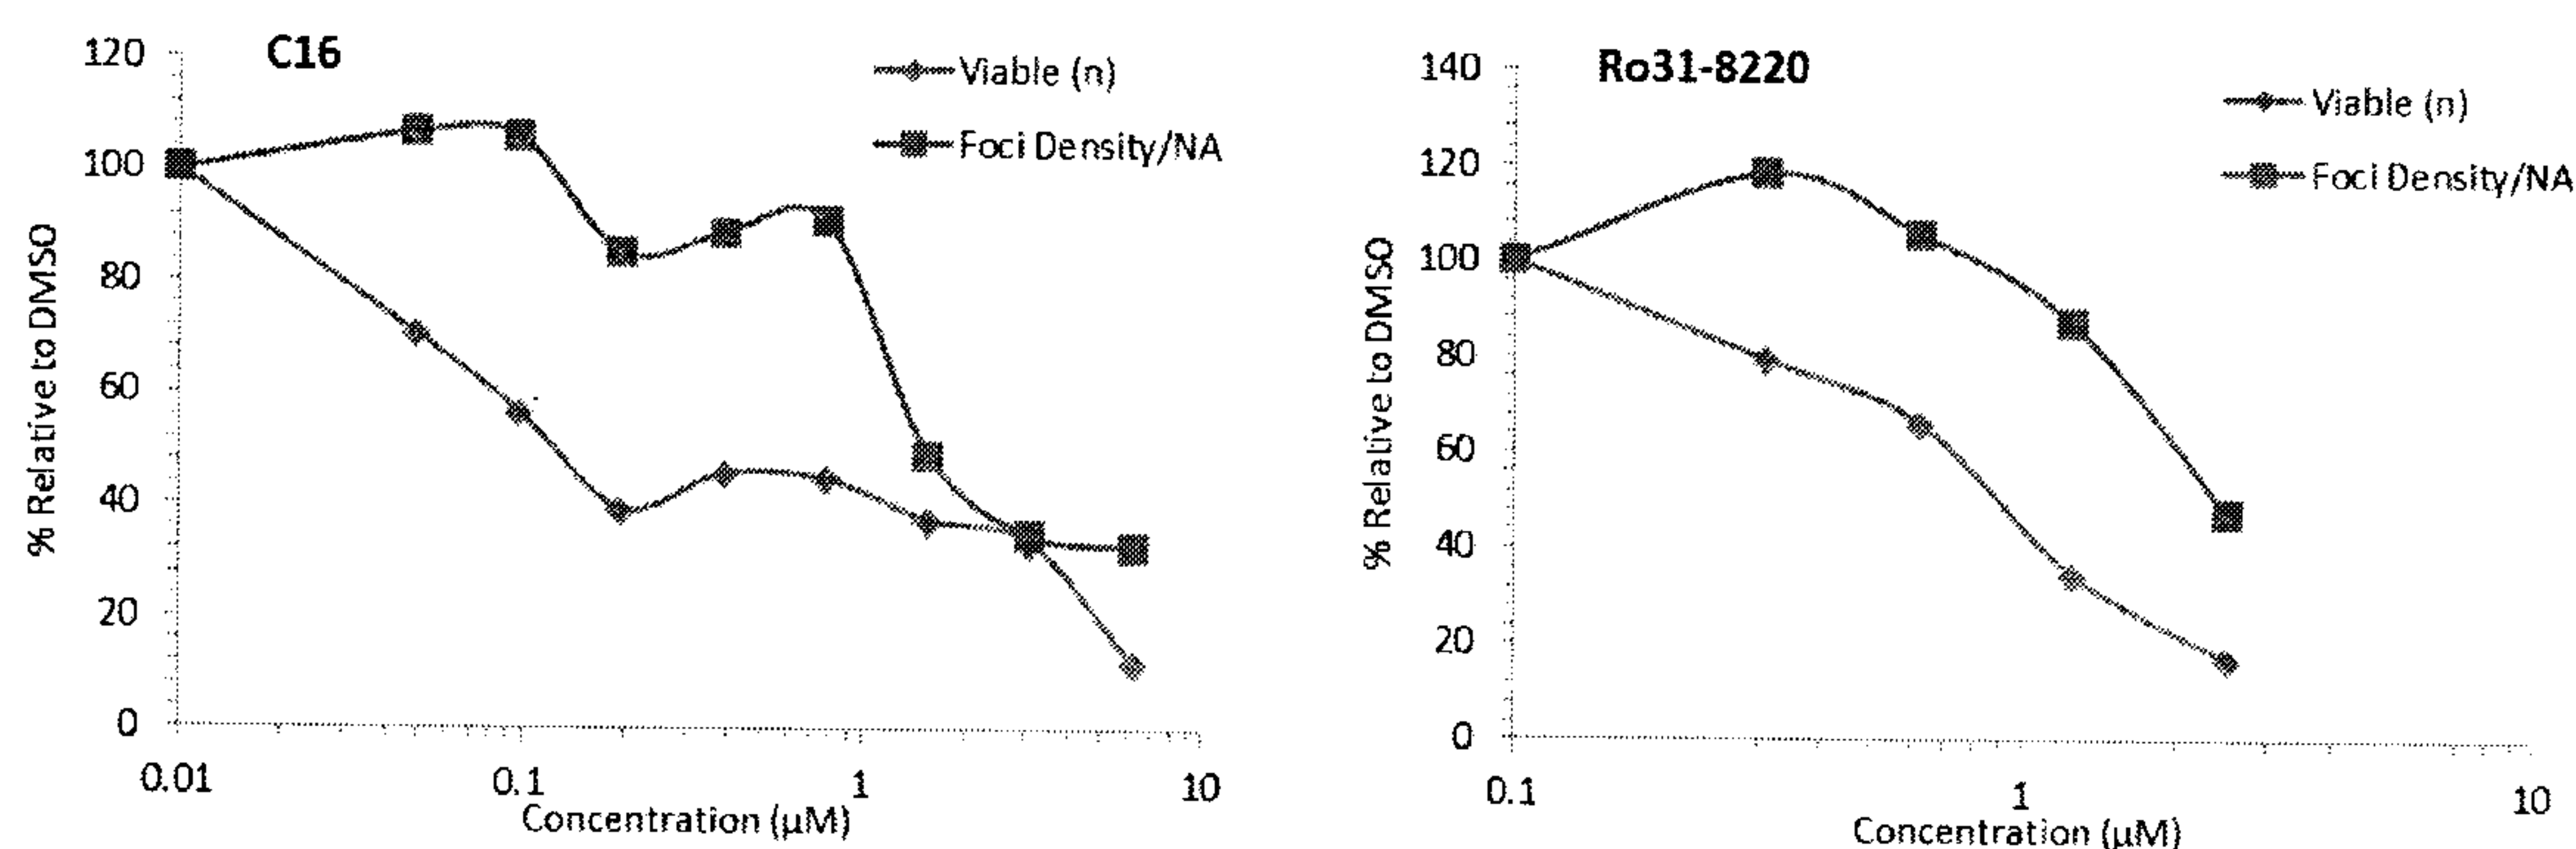 C16
Viable (n)
Foci Density/NA
120
100
80
60
40
20
0
% Relative to DMSO
0.01
0.1
1
10
Concentration (µM)
Ro31-8220
Viable (n)
Foci Density/NA
140
120
100
80
60
40
20
0
% Relative to DMSO
0.1
1
10
Concentration (µM)